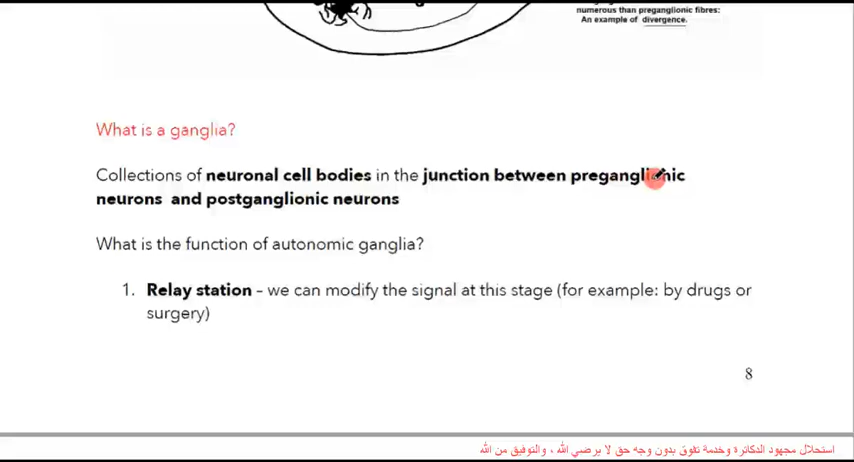 numerous than preganglionic fibres:
An example of divergence.
What is a ganglia?
Collections of neuronal cell bodies in the junction between preganglionic
neurons and postganglionic neurons
What is the function of autonomic ganglia?
1. Relay station – we can modify the signal at this stage (for example: by drugs or
surgery)
8
استحلال مجهود الدكاترة وخدمة تفوق بدون وجه حق لا يرضي الله ، والتوفيق من الله